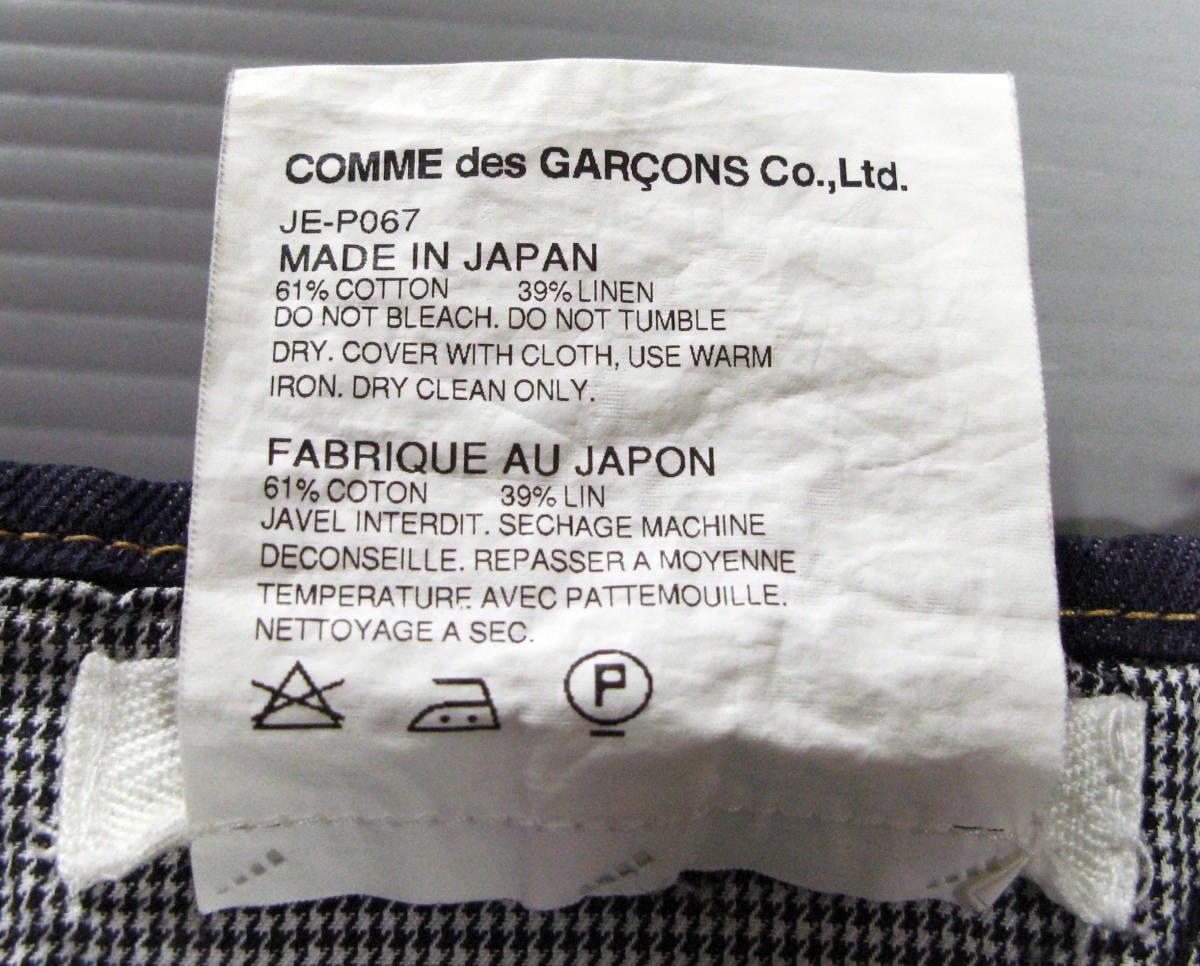 COMME des GARÇONS Co.,Ltd.
JE-P067
MADE IN JAPAN
61% COTTON 39% LINEN
DO NOT BLEACH. DO NOT TUMBLE
DRY. COVER WITH CLOTH, USE WARM
IRON. DRY CLEAN ONLY.
FABRIQUE AU JAPON
61% COTON 39% LIN
JAVEL INTERDIT. SECHAGE MACHINE
DECONSEILLE. REPASSER A MOYENNE
TEMPERATURE AVEC PATTEMOUILLE.
NETTOYAGE A SEC.
P